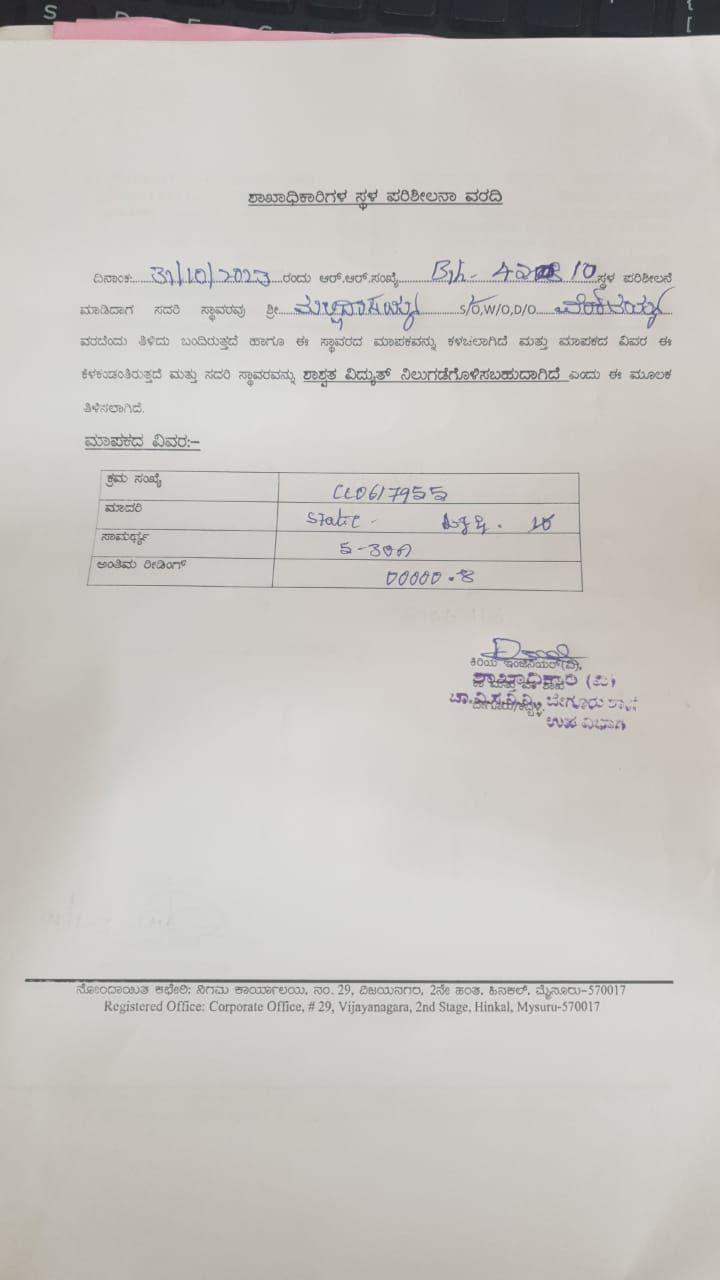 ಶಾಖಾಧಿಕಾರಿಗಳ ಸ್ಥಳ ಪರಿಶೀಲನಾ ವರದಿ
ದಿನಾಂಕ:.....31/10/2023.....ರಂದು ಆರ್.ಆರ್.ಸಂಖ್ಯೆ..........ಸ್ಥಳ ಪರಿಶೀಲನೆ
ಮಾಡಿದಾಗ ಸದರಿ ಸ್ಥಾವರವು ಶ್ರೀ..........S/O,W/O,D/O..........
ವರದೆಂದು ತಿಳಿದು ಬಂದಿರುತ್ತದೆ ಹಾಗೂ ಈ ಸ್ಥಾವರದ ಮಾಪಕವನ್ನು ಕಳಚಲಾಗಿದೆ ಮತ್ತು ಮಾಪಕದ ವಿವರ ಈ
ಕೆಳಕಂಡಂತಿರುತ್ತದೆ ಮತ್ತು ಸದರಿ ಸ್ಥಾವರವನ್ನು ಶಾಶ್ವತ ವಿದ್ಯುತ್ ನಿಲುಗಡೆಗೊಳಿಸಬಹುದಾಗಿದೆ ಎಂದು ಈ ಮೂಲಕ
ತಿಳಿಸಲಾಗಿದೆ.
ಮಾಪಕದ ವಿವರ:–
ಕ್ರಮ ಸಂಖ್ಯೆ CL0617955
ಮಾದರಿ Static -
ಸಾಮರ್ಥ್ಯ 5-30A
ಅಂತಿಮ ರೀಡಿಂಗ್ 00000.8
ಕಿರಿಯ ಇಂಜಿನಿಯರ್(ವಿ),
ಶಾಖಾಧಿಕಾರಿ (ವಿ)
ಚಾ.ವಿ.ಸ.ನಿ.ನಿ. ಬೇಗೂರು ಶಾಖೆ
ಉಪ ವಿಭಾಗ
ನೋಂದಾಯಿತ ಕಛೇರಿ: ನಿಗಮ ಕಾರ್ಯಾಲಯ, ನಂ. 29, ವಿಜಯನಗರ, 2ನೇ ಹಂತ, ಹಿನಕಲ್, ಮೈಸೂರು-570017
Registered Office: Corporate Office, # 29, Vijayanagara, 2nd Stage, Hinkal, Mysuru-570017